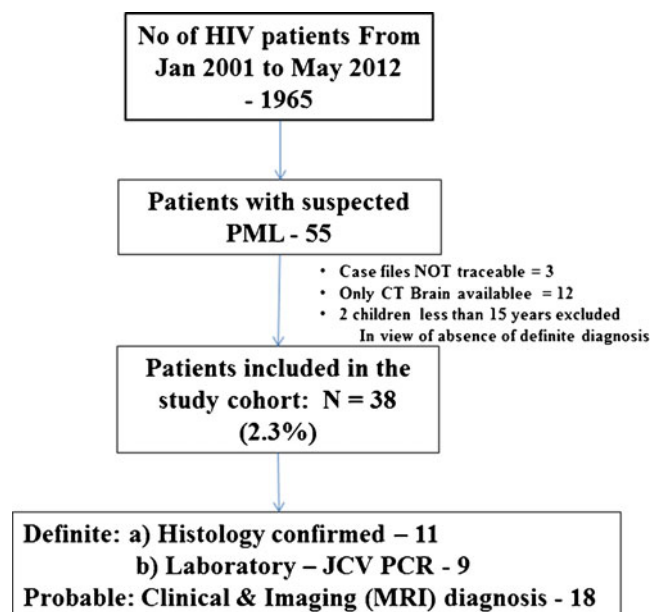 No of HIV patients From
Jan 2001 to May 2012
- 1965
Patients with suspected
PML - 55
• Case files NOT traceable = 3
• Only CT Brain availablee = 12
• 2 children less than 15 years excluded
In view of absence of definite diagnosis
Patients included in the
study cohort: N = 38
(2.3%)
Definite: a) Histology confirmed – 11
b) Laboratory – JCV PCR - 9
Probable: Clinical & Imaging (MRI) diagnosis - 18